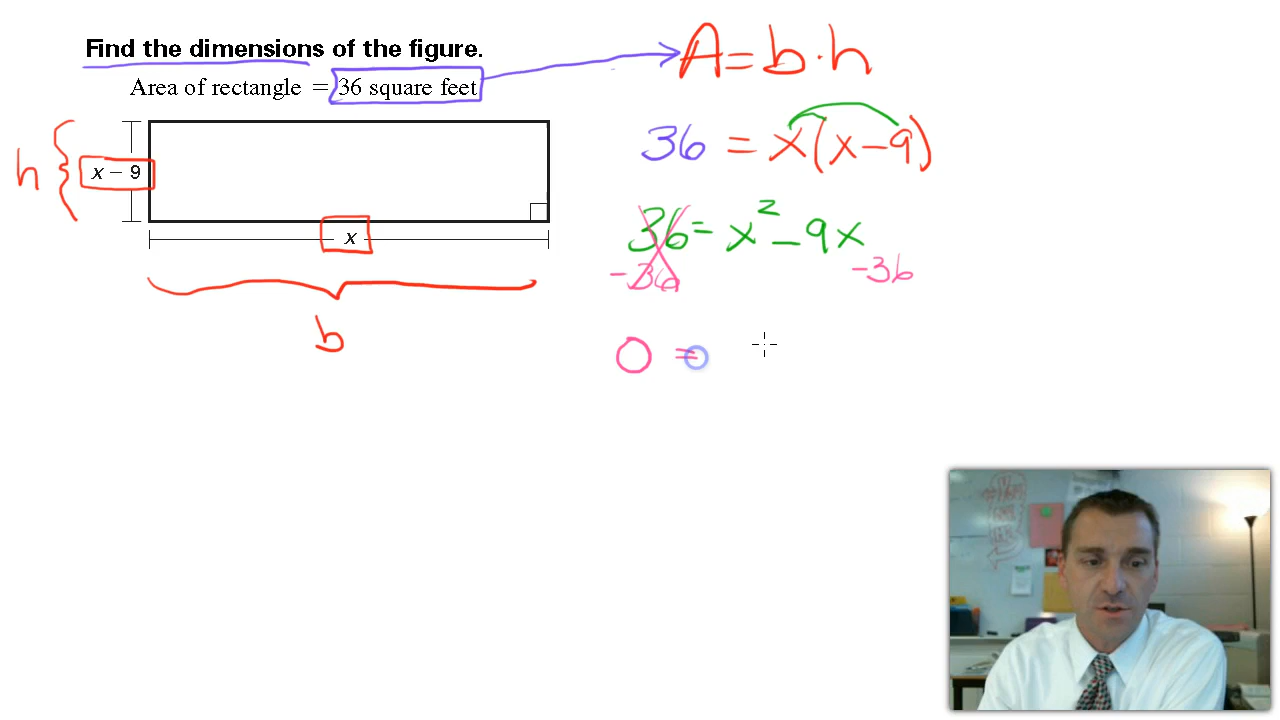 Find the dimensions of the figure.
Area of rectangle = 36 square feet
A = b · h
h
x − 9
x
b
36 = x(x − 9)
36 = x² − 9x
−36 −36
0 =